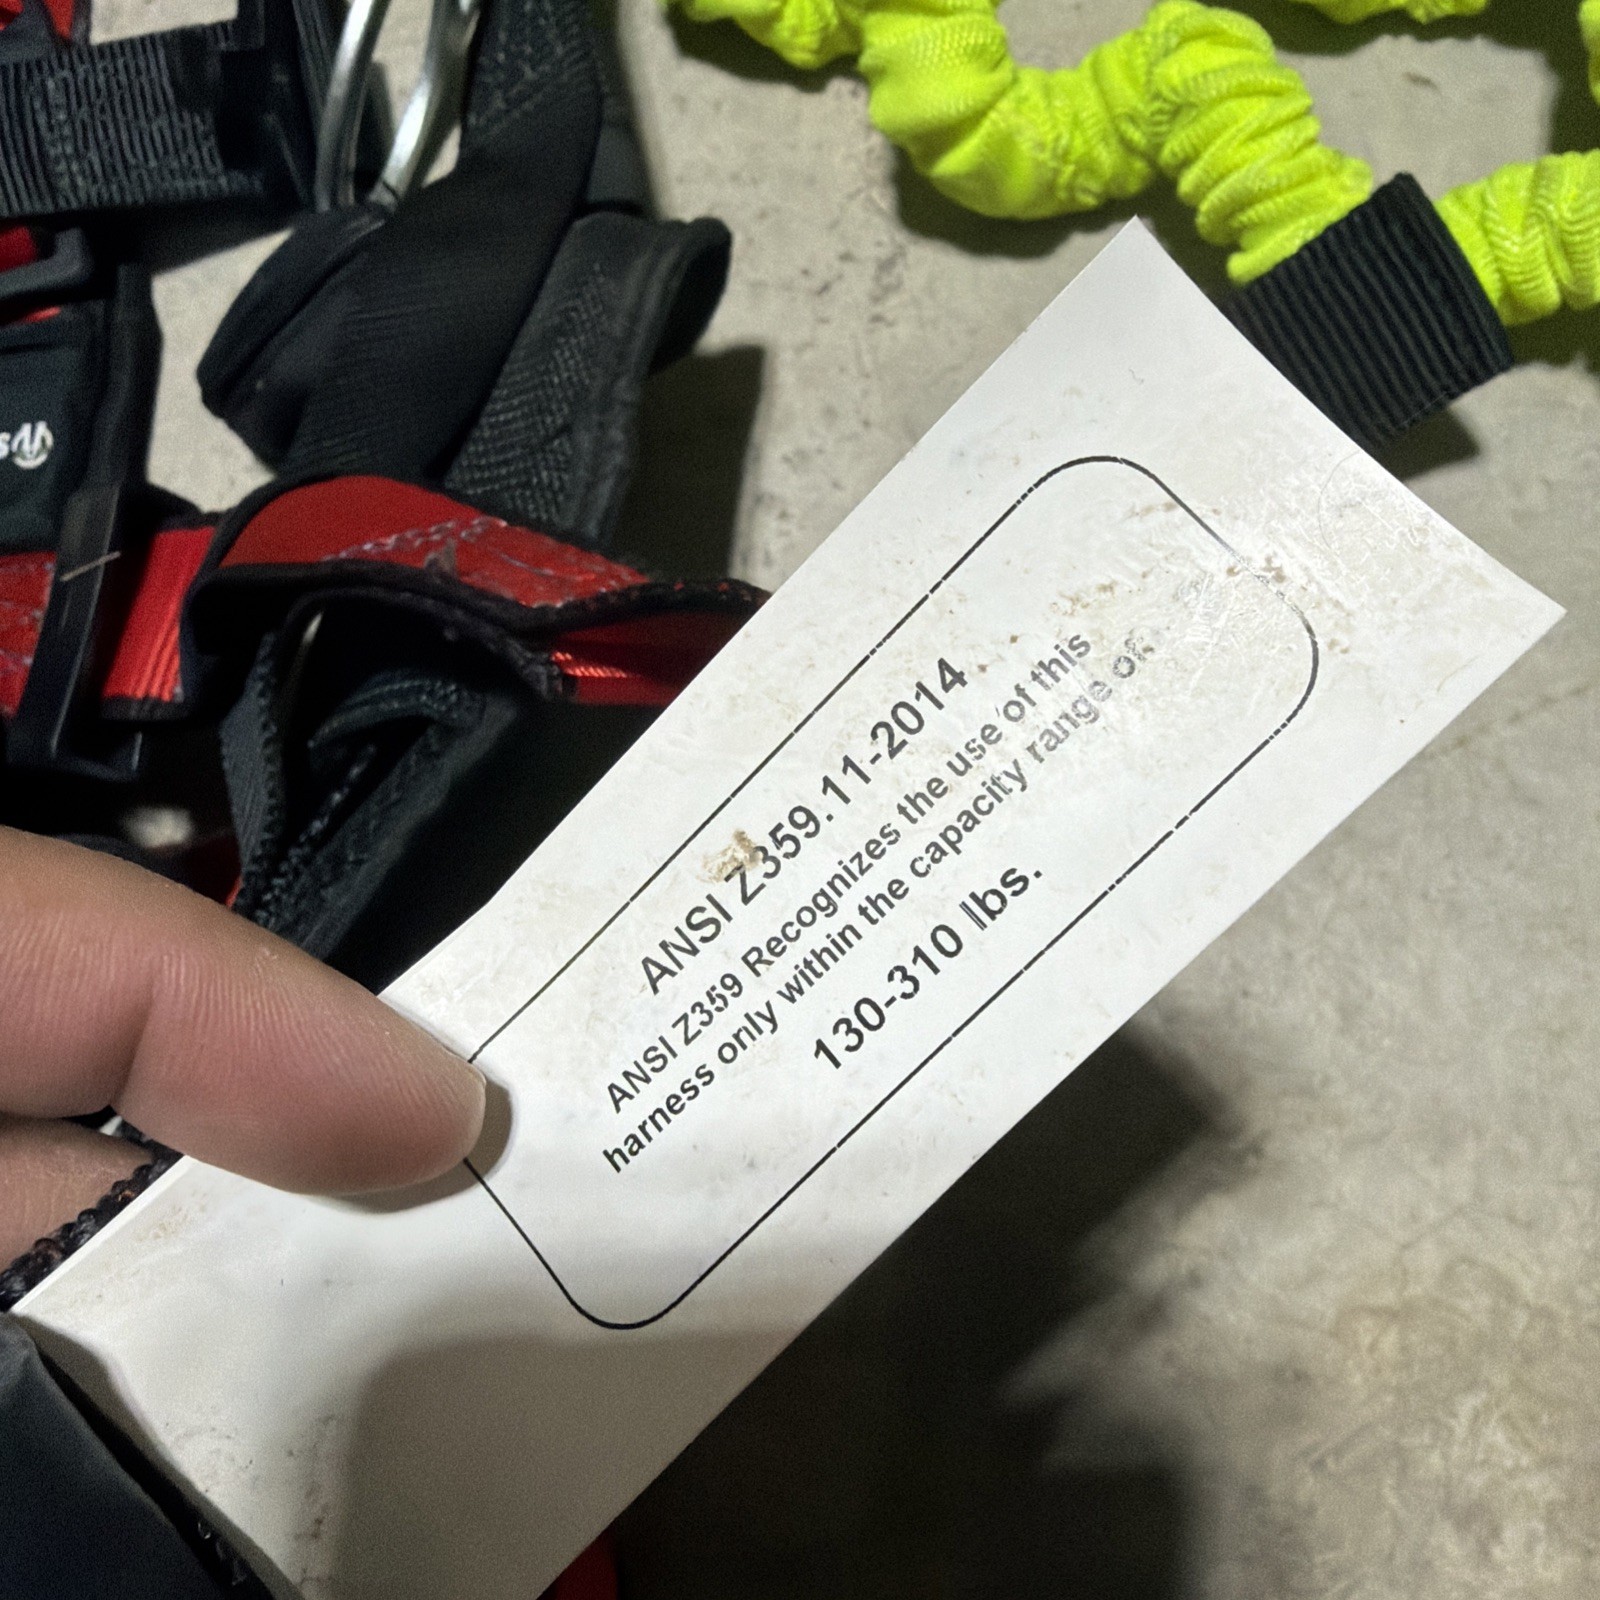 ANSI Z359.11-2014
ANSI Z359 Recognizes the use of this
harness only within the capacity range of
130-310 lbs.